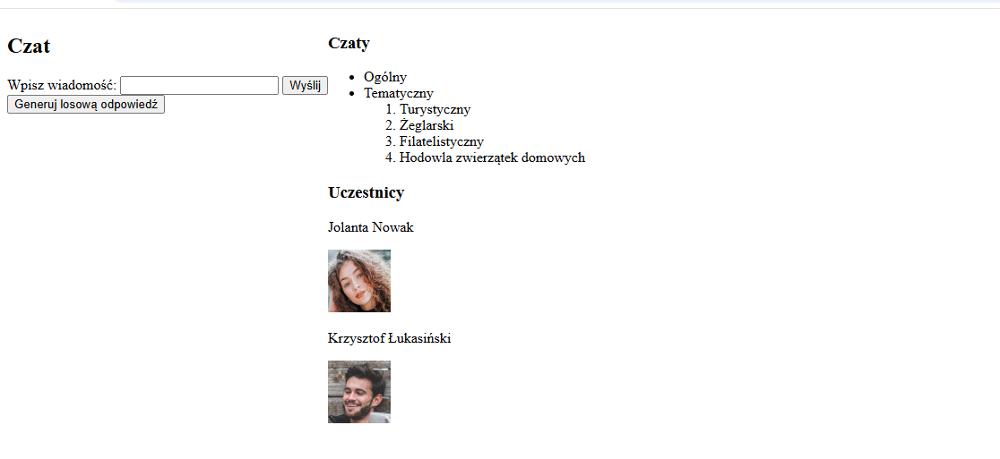 Czat
Wpisz wiadomość: Wyślij
Generuj losową odpowiedź
Czaty
• Ogólny
• Tematyczny
1. Turystyczny
2. Żeglarski
3. Filatelistyczny
4. Hodowla zwierzątek domowych
Uczestnicy
Jolanta Nowak
Krzysztof Łukasiński